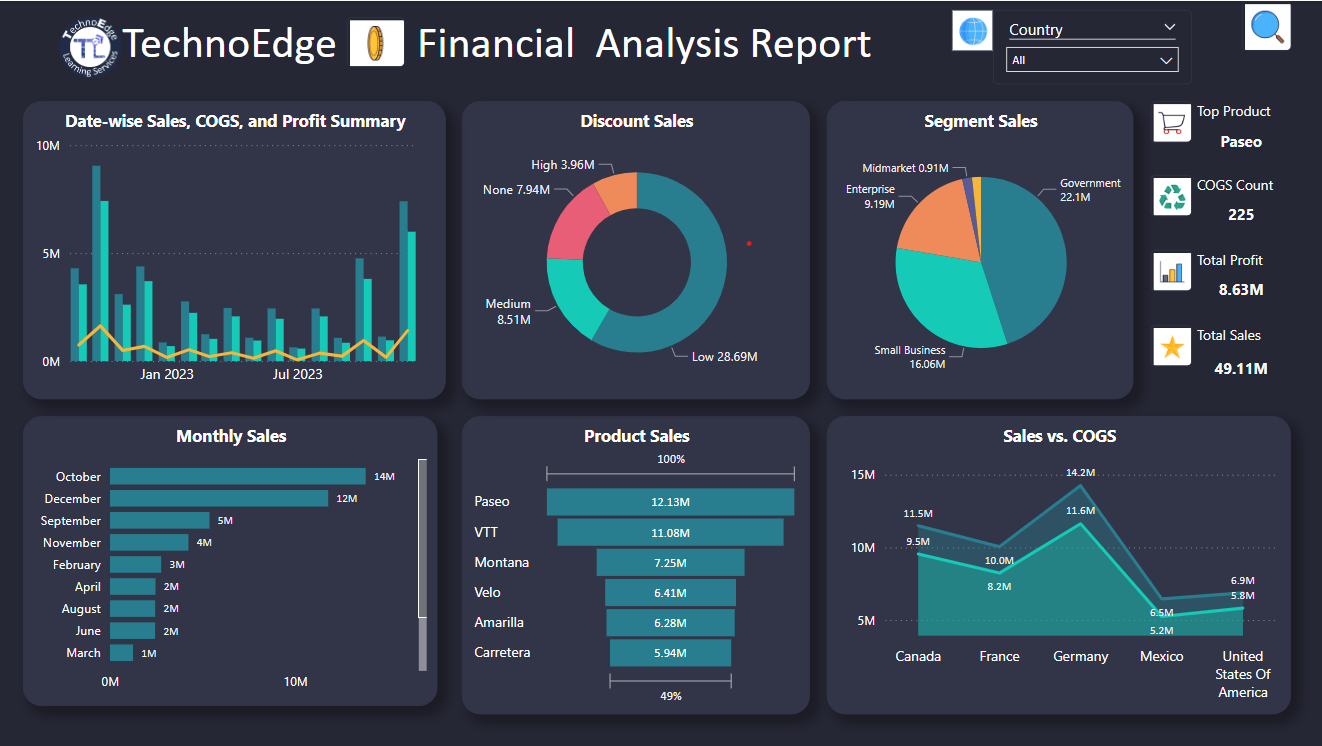 TechnoEdge
Learning Services
TL
TechnoEdge Financial Analysis Report
Country
All
Date-wise Sales, COGS, and Profit Summary
10M
5M
0M
Jan 2023
Jul 2023
Discount Sales
High 3.96M
None 7.94M
Medium
8.51M
Low 28.69M
Segment Sales
Midmarket 0.91M
Enterprise
9.19M
Government
22.1M
Small Business
16.06M
Top Product
Paseo
COGS Count
225
Total Profit
8.63M
Total Sales
49.11M
Monthly Sales
October 14M
December 12M
September 5M
November 4M
February 3M
April 2M
August 2M
June 2M
March 1M
0M 10M
Product Sales
100%
Paseo 12.13M
VTT 11.08M
Montana 7.25M
Velo 6.41M
Amarilla 6.28M
Carretera 5.94M
49%
Sales vs. COGS
15M
10M
5M
14.2M
11.5M
11.6M
9.5M
10.0M
8.2M
6.9M
5.8M
6.5M
5.2M
Canada
France
Germany
Mexico
United
States Of
America